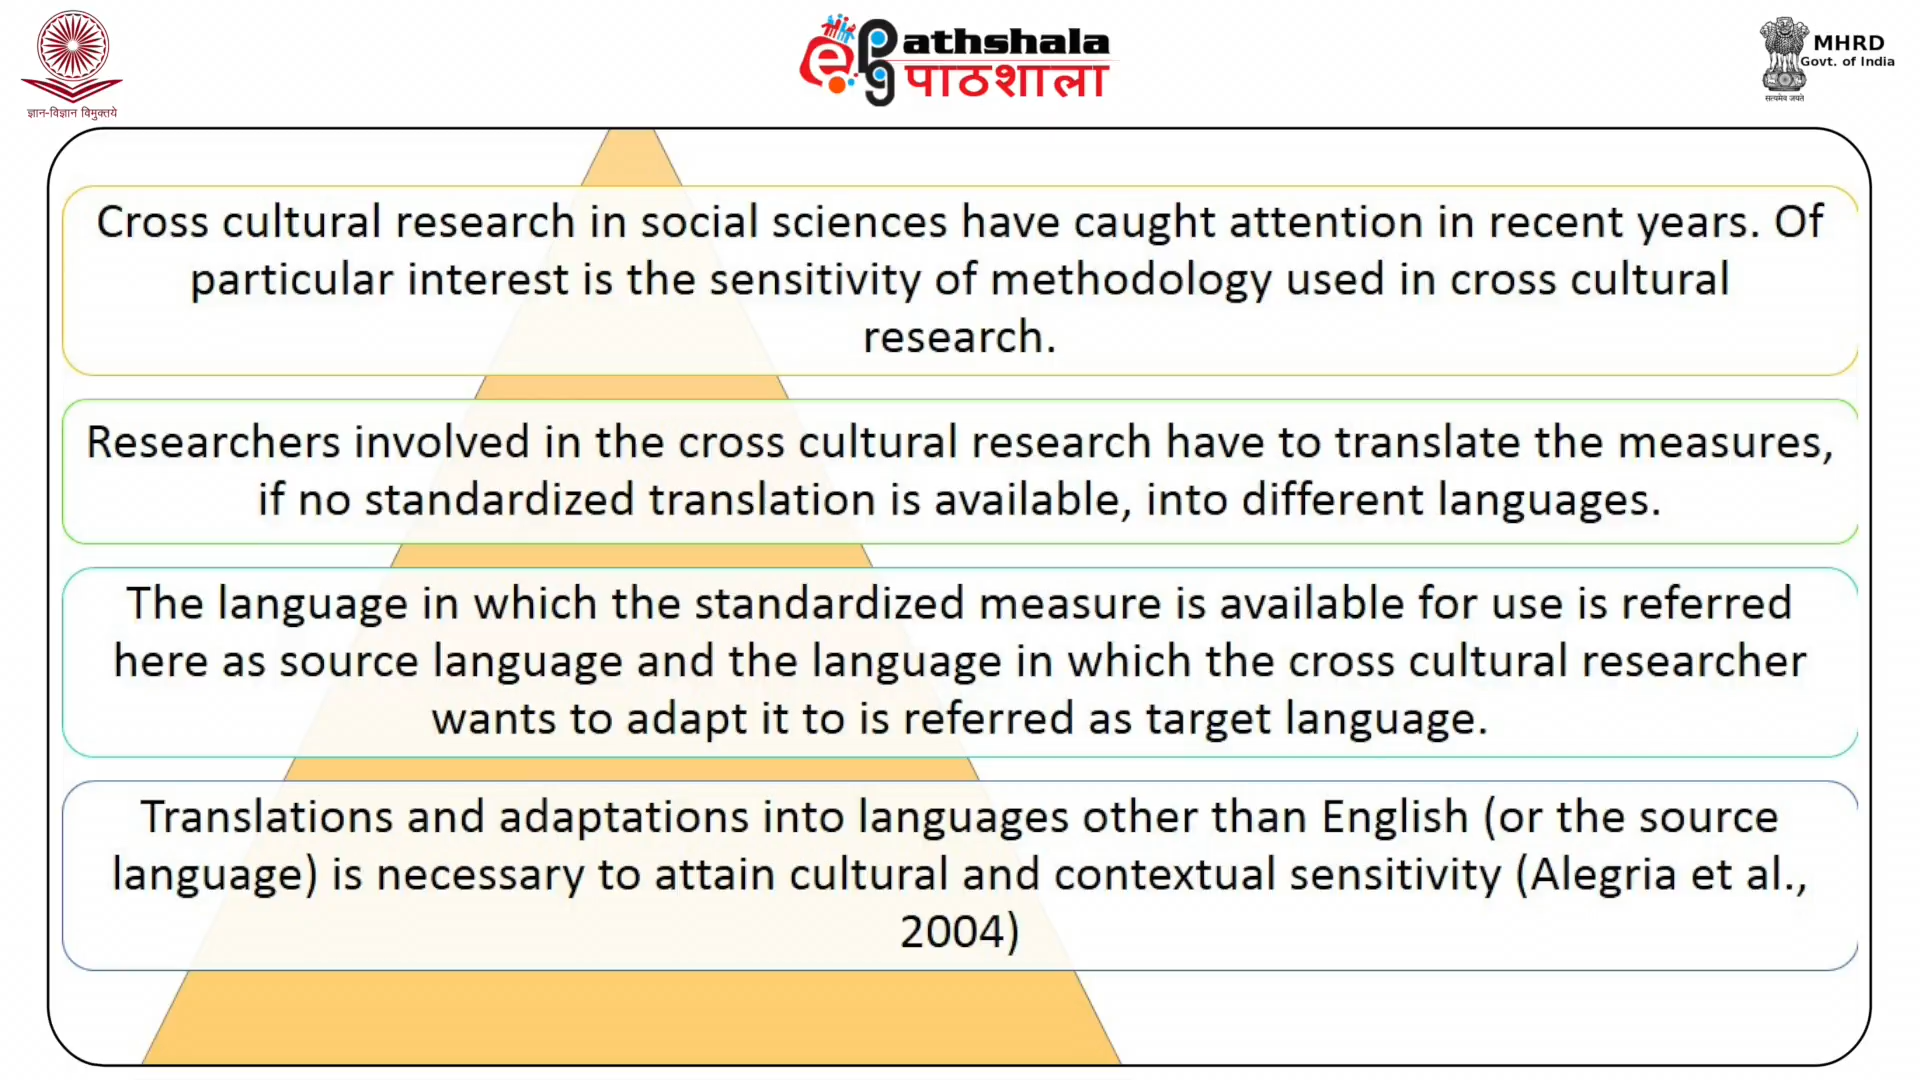 ज्ञान-विज्ञान विमुक्तये
Pathshala
पाठशाला
MHRD
Govt. of India
सत्यमेव जयते
Cross cultural research in social sciences have caught attention in recent years. Of
particular interest is the sensitivity of methodology used in cross cultural
research.
Researchers involved in the cross cultural research have to translate the measures,
if no standardized translation is available, into different languages.
The language in which the standardized measure is available for use is referred
here as source language and the language in which the cross cultural researcher
wants to adapt it to is referred as target language.
Translations and adaptations into languages other than English (or the source
language) is necessary to attain cultural and contextual sensitivity (Alegria et al.,
2004)